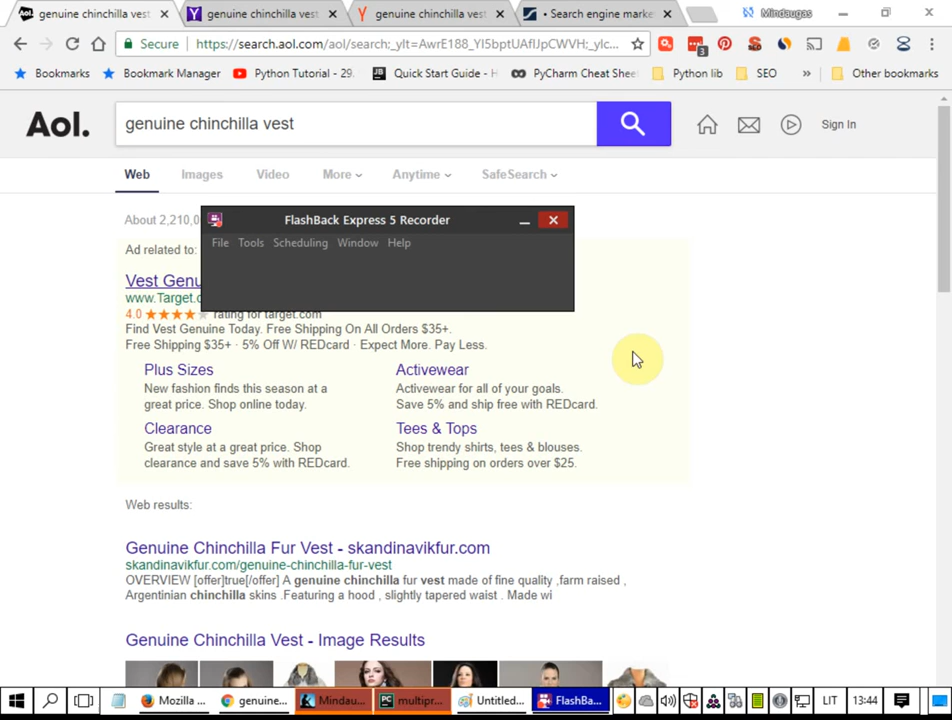 genuine chinchilla vest
genuine chinchilla vest
genuine chinchilla vest
• Search engine marke
Mindaugas
Secure
https://search.aol.com/aol/search;_ylt=AwrE188_Yl5bptUAflJpCWVH;_ylc...
3
Bookmarks
Bookmark Manager
Python Tutorial - 29.
Quick Start Guide - H
PyCharm Cheat Shee
Python lib
SEO
»
Other bookmarks
Aol.
genuine chinchilla vest
Sign In
Web
Images
Video
More
Anytime
SafeSearch
About 2,210,0
FlashBack Express 5 Recorder
File Tools Scheduling Window Help
Ad related to:
Vest Genu
www.Target.c
4.0 ★★★★★ rating for target.com
Find Vest Genuine Today. Free Shipping On All Orders $35+.
Free Shipping $35+ · 5% Off W/ REDcard · Expect More. Pay Less.
Plus Sizes
New fashion finds this season at a
great price. Shop online today.
Activewear
Activewear for all of your goals.
Save 5% and ship free with REDcard.
Clearance
Great style at a great price. Shop
clearance and save 5% with REDcard.
Tees & Tops
Shop trendy shirts, tees & blouses.
Free shipping on orders over $25.
Web results:
Genuine Chinchilla Fur Vest - skandinavikfur.com
skandinavikfur.com/genuine-chinchilla-fur-vest
OVERVIEW [offer]true[/offer] A genuine chinchilla fur vest made of fine quality ,farm raised ,
Argentinian chinchilla skins .Featuring a hood , slightly tapered waist . Made wi
Genuine Chinchilla Vest - Image Results
Mozilla ...
genuine...
Mindau...
multipr...
Untitled...
FlashBa...
LIT
13:44